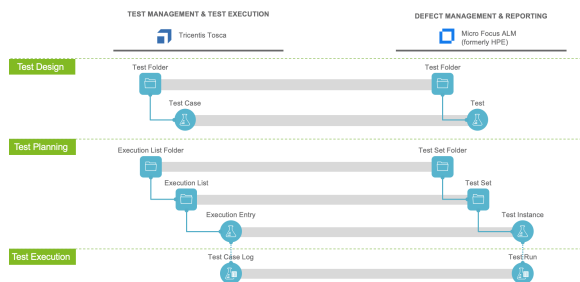 TEST MANAGEMENT & TEST EXECUTION
DEFECT MANAGEMENT & REPORTING
Tricentis Tosca
Micro Focus ALM
(formerly HPE)
Test Design
Test Folder
Test Folder
Test Case
Test
Test Planning
Execution List Folder
Test Set Folder
Execution List
Test Set
Execution Entry
Test Instance
Test Execution
Test Case Log
Test Run